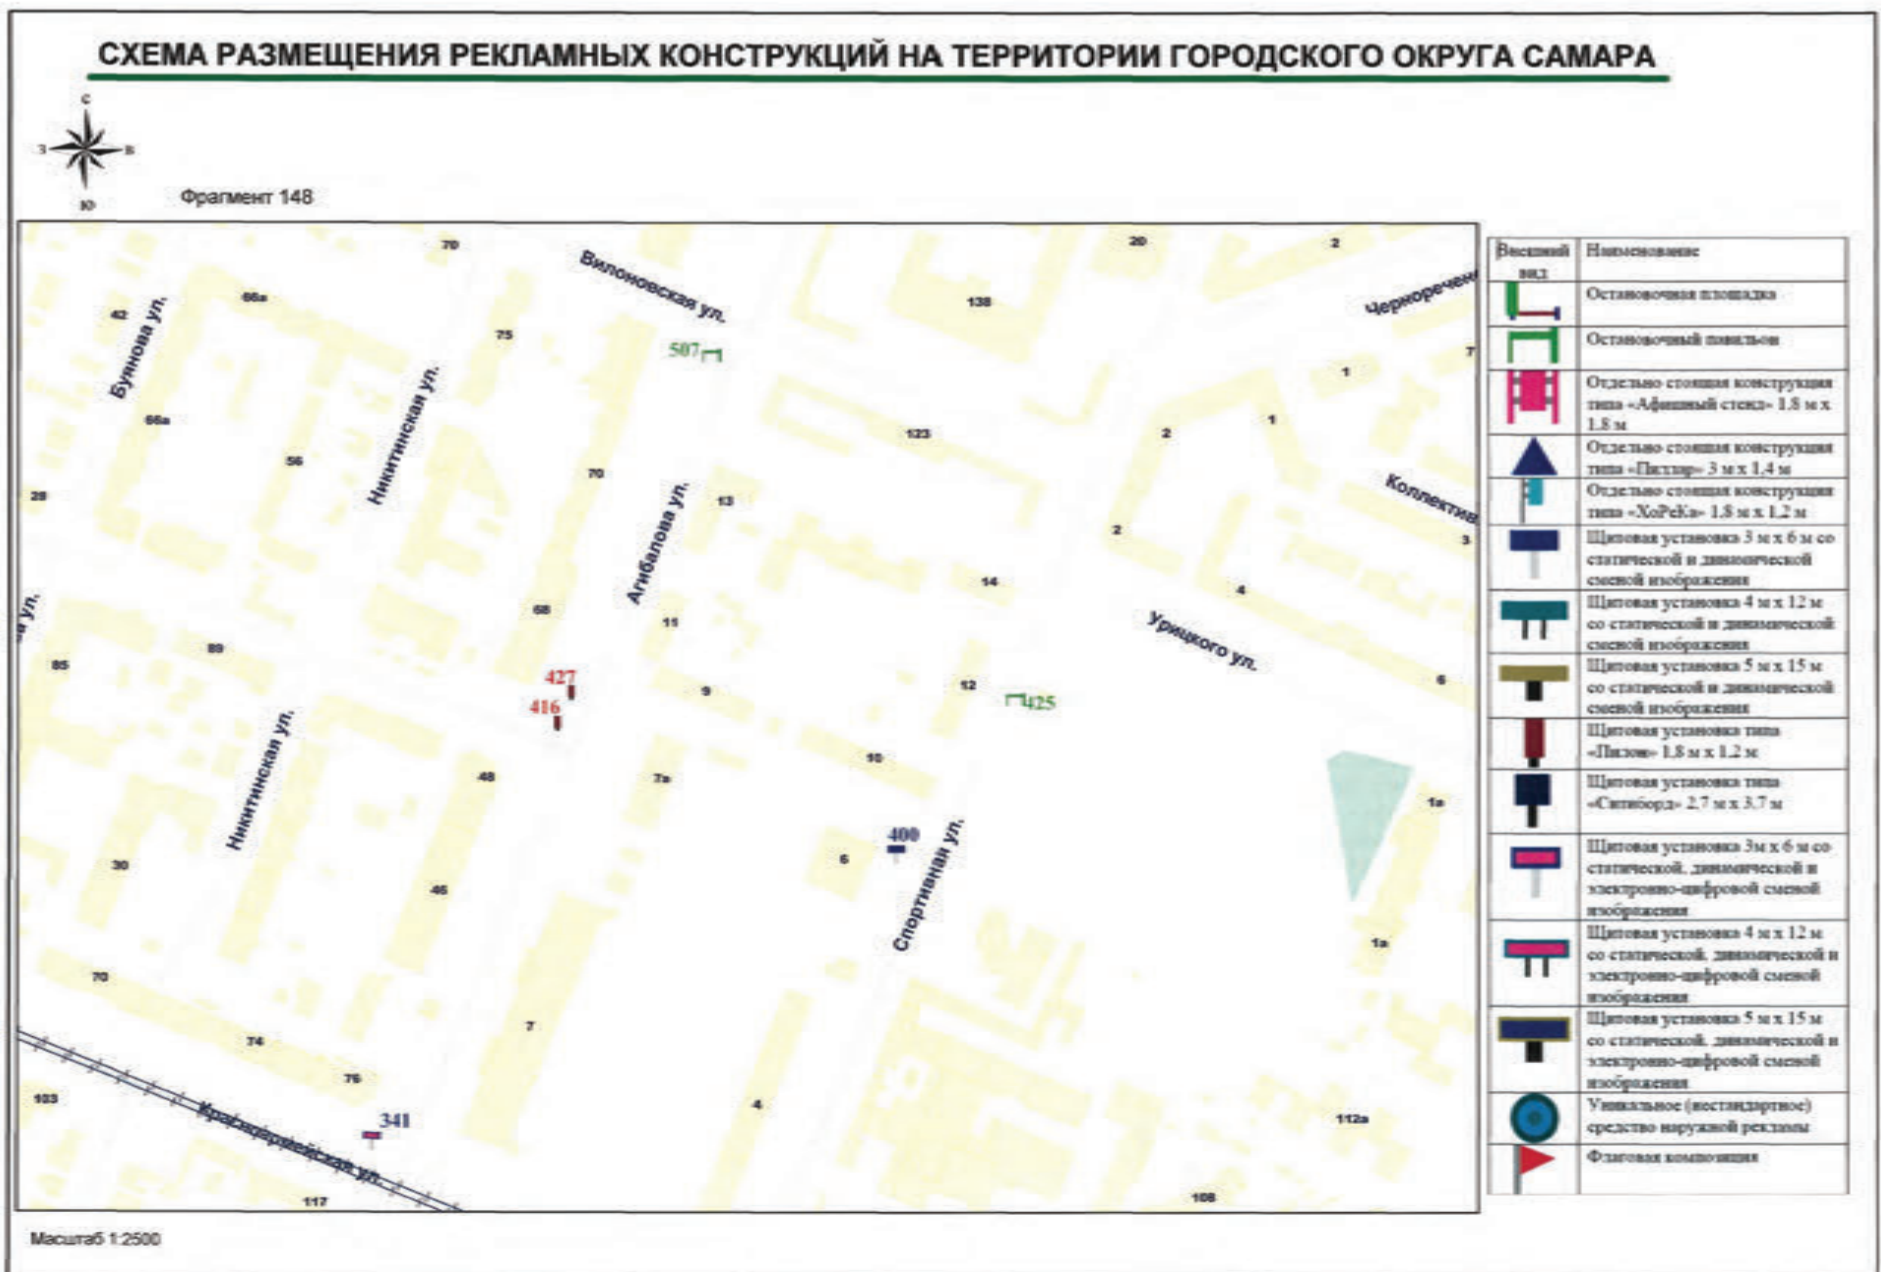 СХЕМА РАЗМЕЩЕНИЯ РЕКЛАМНЫХ КОНСТРУКЦИЙ НА ТЕРРИТОРИИ ГОРОДСКОГО ОКРУГА САМАРА
С
З
В
Ю
Фрагмент 148
70
20
2
Вилоновская ул.
66а
138
42
Буянова ул.
75
507
7
1
Никитинская ул.
66а
123
2
1
56
70
28
Агибалова ул.
13
2
3
14
4
68
11
Урицкого ул.
89
85
427
9
12
425
6
416
Никитинская ул.
48
7а
10
1а
400
30
6
Спортивная ул.
46
1а
70
7
74
76
103
Красноармейская ул.
341
4
112а
117
108
Внешний вид
Наименование
Остановочная площадка
Остановочный павильон
Отдельно стоящая конструкция
типа «Афишный стенд» 1.8 м х
1.8 м
Отдельно стоящая конструкция
типа «Пиллар» 3 м х 1,4 м
Отдельно стоящая конструкция
типа «ХоРеКа» 1.8 м х 1.2 м
Щитовая установка 3 м х 6 м со
статической и динамической
сменой изображения
Щитовая установка 4 м х 12 м
со статической и динамической
сменой изображения
Щитовая установка 5 м х 15 м
со статической и динамической
сменой изображения
Щитовая установка типа
«Пилон» 1.8 м х 1.2 м
Щитовая установка типа
«Ситиборд» 2.7 м х 3.7 м
Щитовая установка 3м х 6 м со
статической, динамической и
электронно-цифровой сменой
изображения
Щитовая установка 4 м х 12 м
со статической, динамической и
электронно-цифровой сменой
изображения
Щитовая установка 5 м х 15 м
со статической, динамической и
электронно-цифровой сменой
изображения
Уникальное (нестандартное)
средство наружной рекламы
Флаговая композиция
Масштаб 1:2500